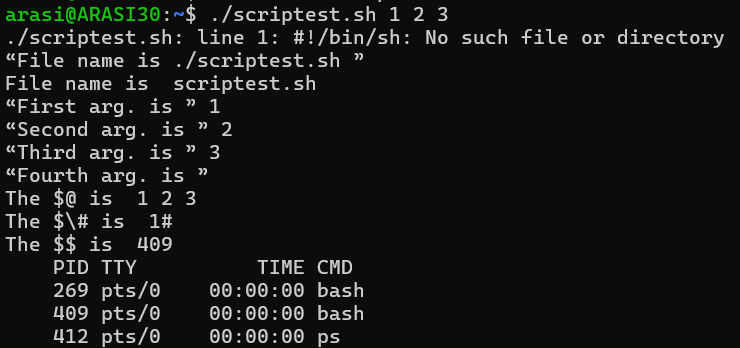 arasi@ARASI30:~$ ./scriptest.sh 1 2 3
./scriptest.sh: line 1: #!/bin/sh: No such file or directory
“File name is ./scriptest.sh ”
File name is  scriptest.sh
“First arg. is ” 1
“Second arg. is ” 2
“Third arg. is ” 3
“Fourth arg. is ”
The $@ is  1 2 3
The $\# is  1#
The $$ is  409
    PID TTY          TIME CMD
    269 pts/0    00:00:00 bash
    409 pts/0    00:00:00 bash
    412 pts/0    00:00:00 ps